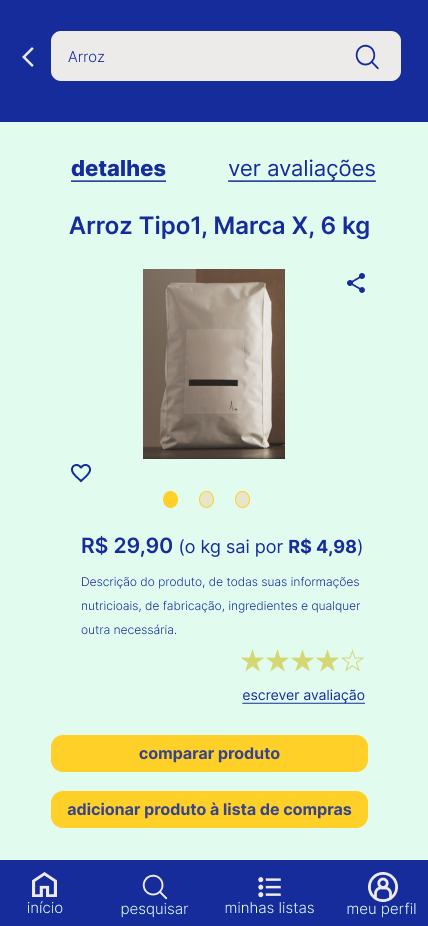 Arroz
detalhes
ver avaliações
Arroz Tipo1, Marca X, 6 kg
R$ 29,90 (o kg sai por R$ 4,98)
Descrição do produto, de todas suas informações
nutricioais, de fabricação, ingredientes e qualquer
outra necessária.
escrever avaliação
comparar produto
adicionar produto à lista de compras
início
pesquisar
minhas listas
meu perfil